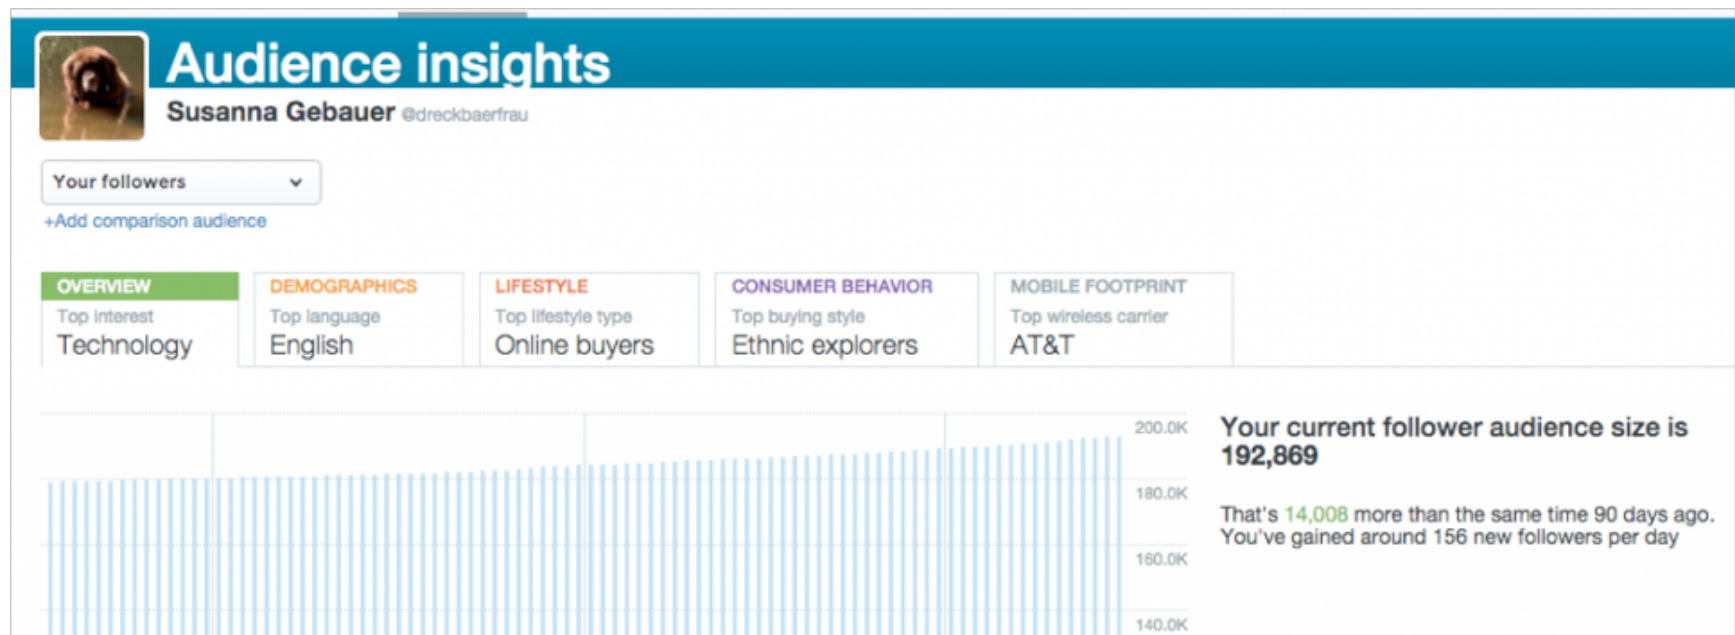 Audience insights
Susanna Gebauer @dreckbaerfrau
Your followers
+Add comparison audience
OVERVIEW
Top interest
Technology
DEMOGRAPHICS
Top language
English
LIFESTYLE
Top lifestyle type
Online buyers
CONSUMER BEHAVIOR
Top buying style
Ethnic explorers
MOBILE FOOTPRINT
Top wireless carrier
AT&T
200.0K
180.0K
160.0K
140.0K
Your current follower audience size is
192,869
That's 14,008 more than the same time 90 days ago.
You've gained around 156 new followers per day